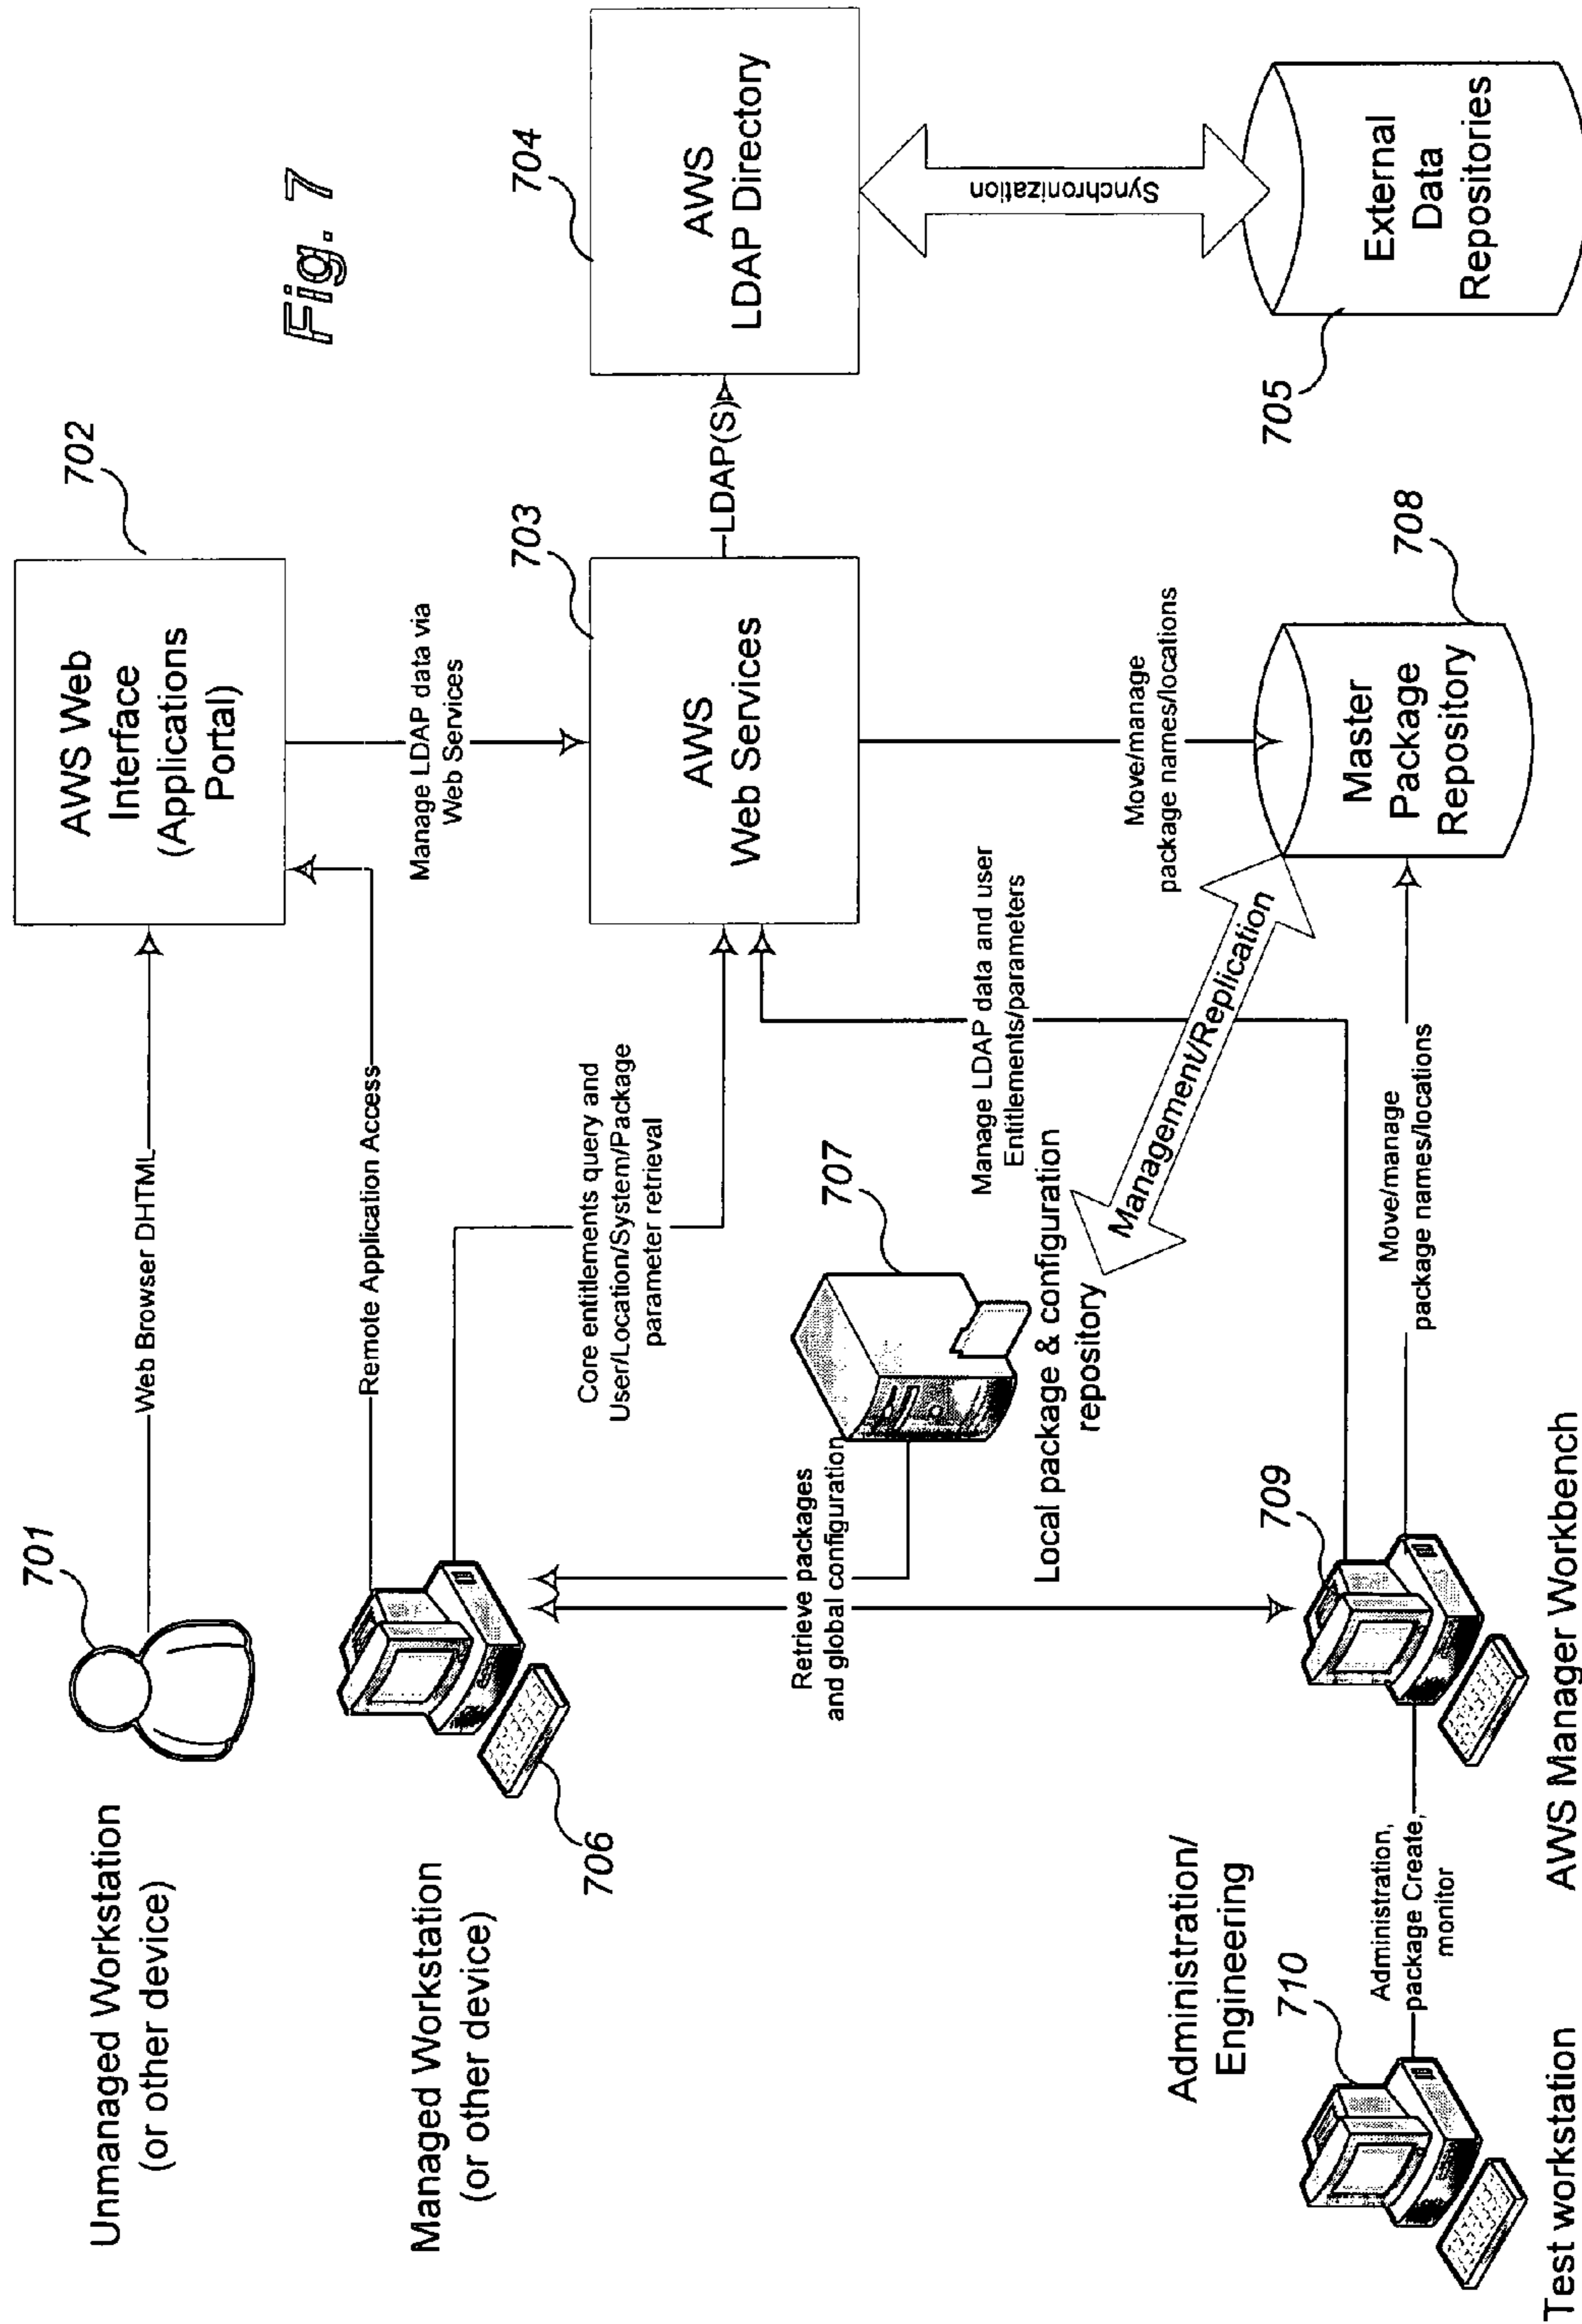 Fig. 7
Unmanaged Workstation
(or other device)
701
Web Browser DHTML
AWS Web
Interface
(Applications
Portal)
702
Managed Workstation
(or other device)
706
Remote Application Access
Manage LDAP data via
Web Services
Core entitlements query and
User/Location/System/Package
parameter retrieval
AWS
Web Services
703
LDAP(S)
AWS
LDAP Directory
704
Synchronization
External
Data
Repositories
705
Retrieve packages
and global configuration
707
Local package & configuration
repository
Manage LDAP data and user
Entitlements/parameters
Management/Replication
Move/manage
package names/locations
Master
Package
Repository
708
Administration/
Engineering
710
Administration,
package Create,
monitor
709
Move/manage
package names/locations
Test workstation
AWS Manager Workbench